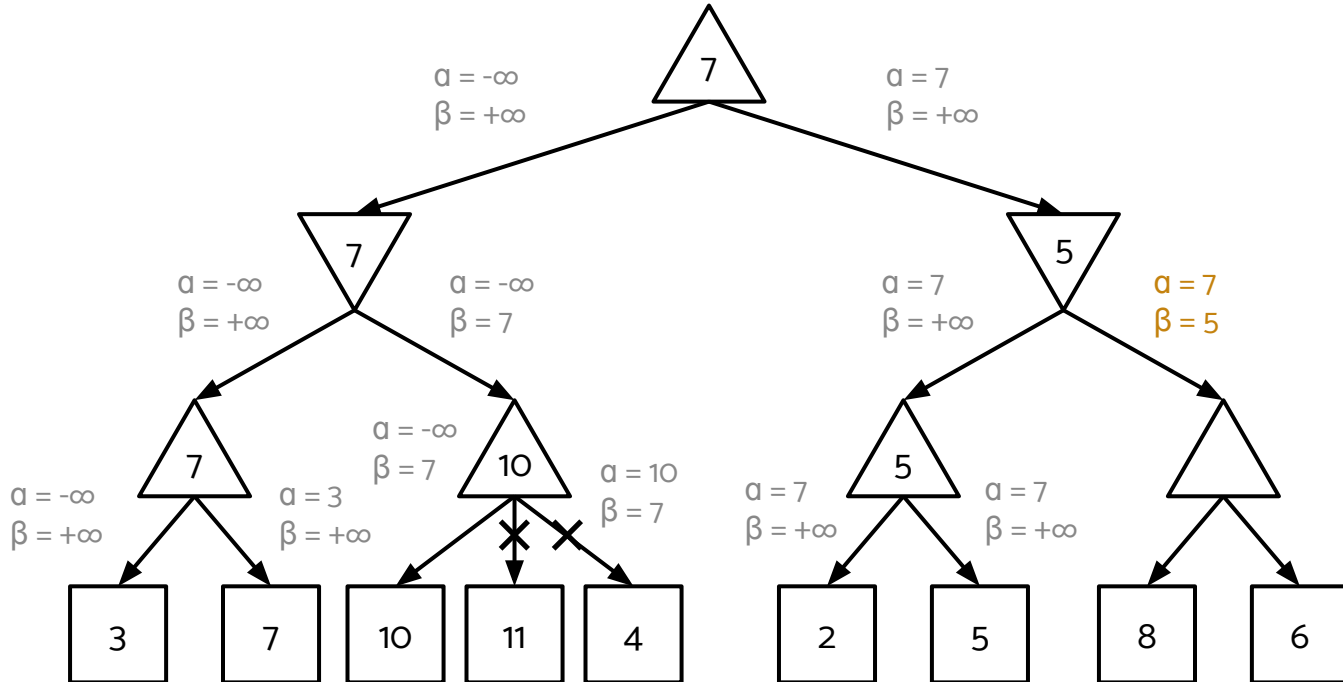 7
α = -∞
β = +∞
α = 7
β = +∞
7
5
α = -∞
β = +∞
α = -∞
β = 7
α = 7
β = +∞
α = 7
β = 5
7
10
5
α = -∞
β = +∞
α = 3
β = +∞
α = -∞
β = 7
α = 10
β = 7
α = 7
β = +∞
α = 7
β = +∞
3
7
10
11
4
2
5
8
6